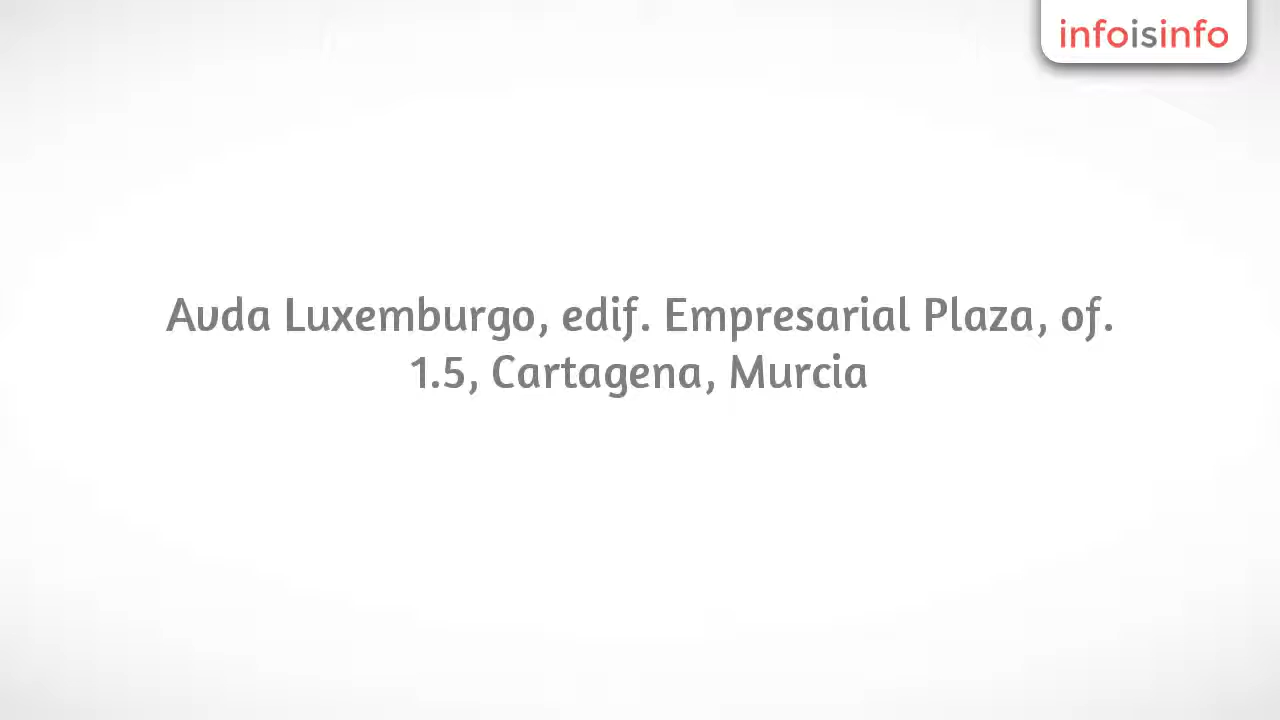 infoisinfo
Avda Luxemburgo, edif. Empresarial Plaza, of.
1.5, Cartagena, Murcia